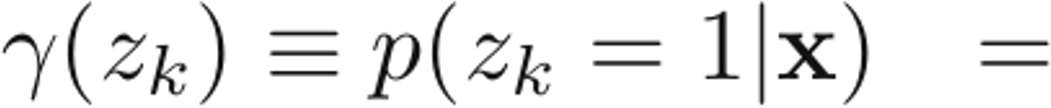 γ(z_k) ≡ p(z_k = 1|𝐱) =